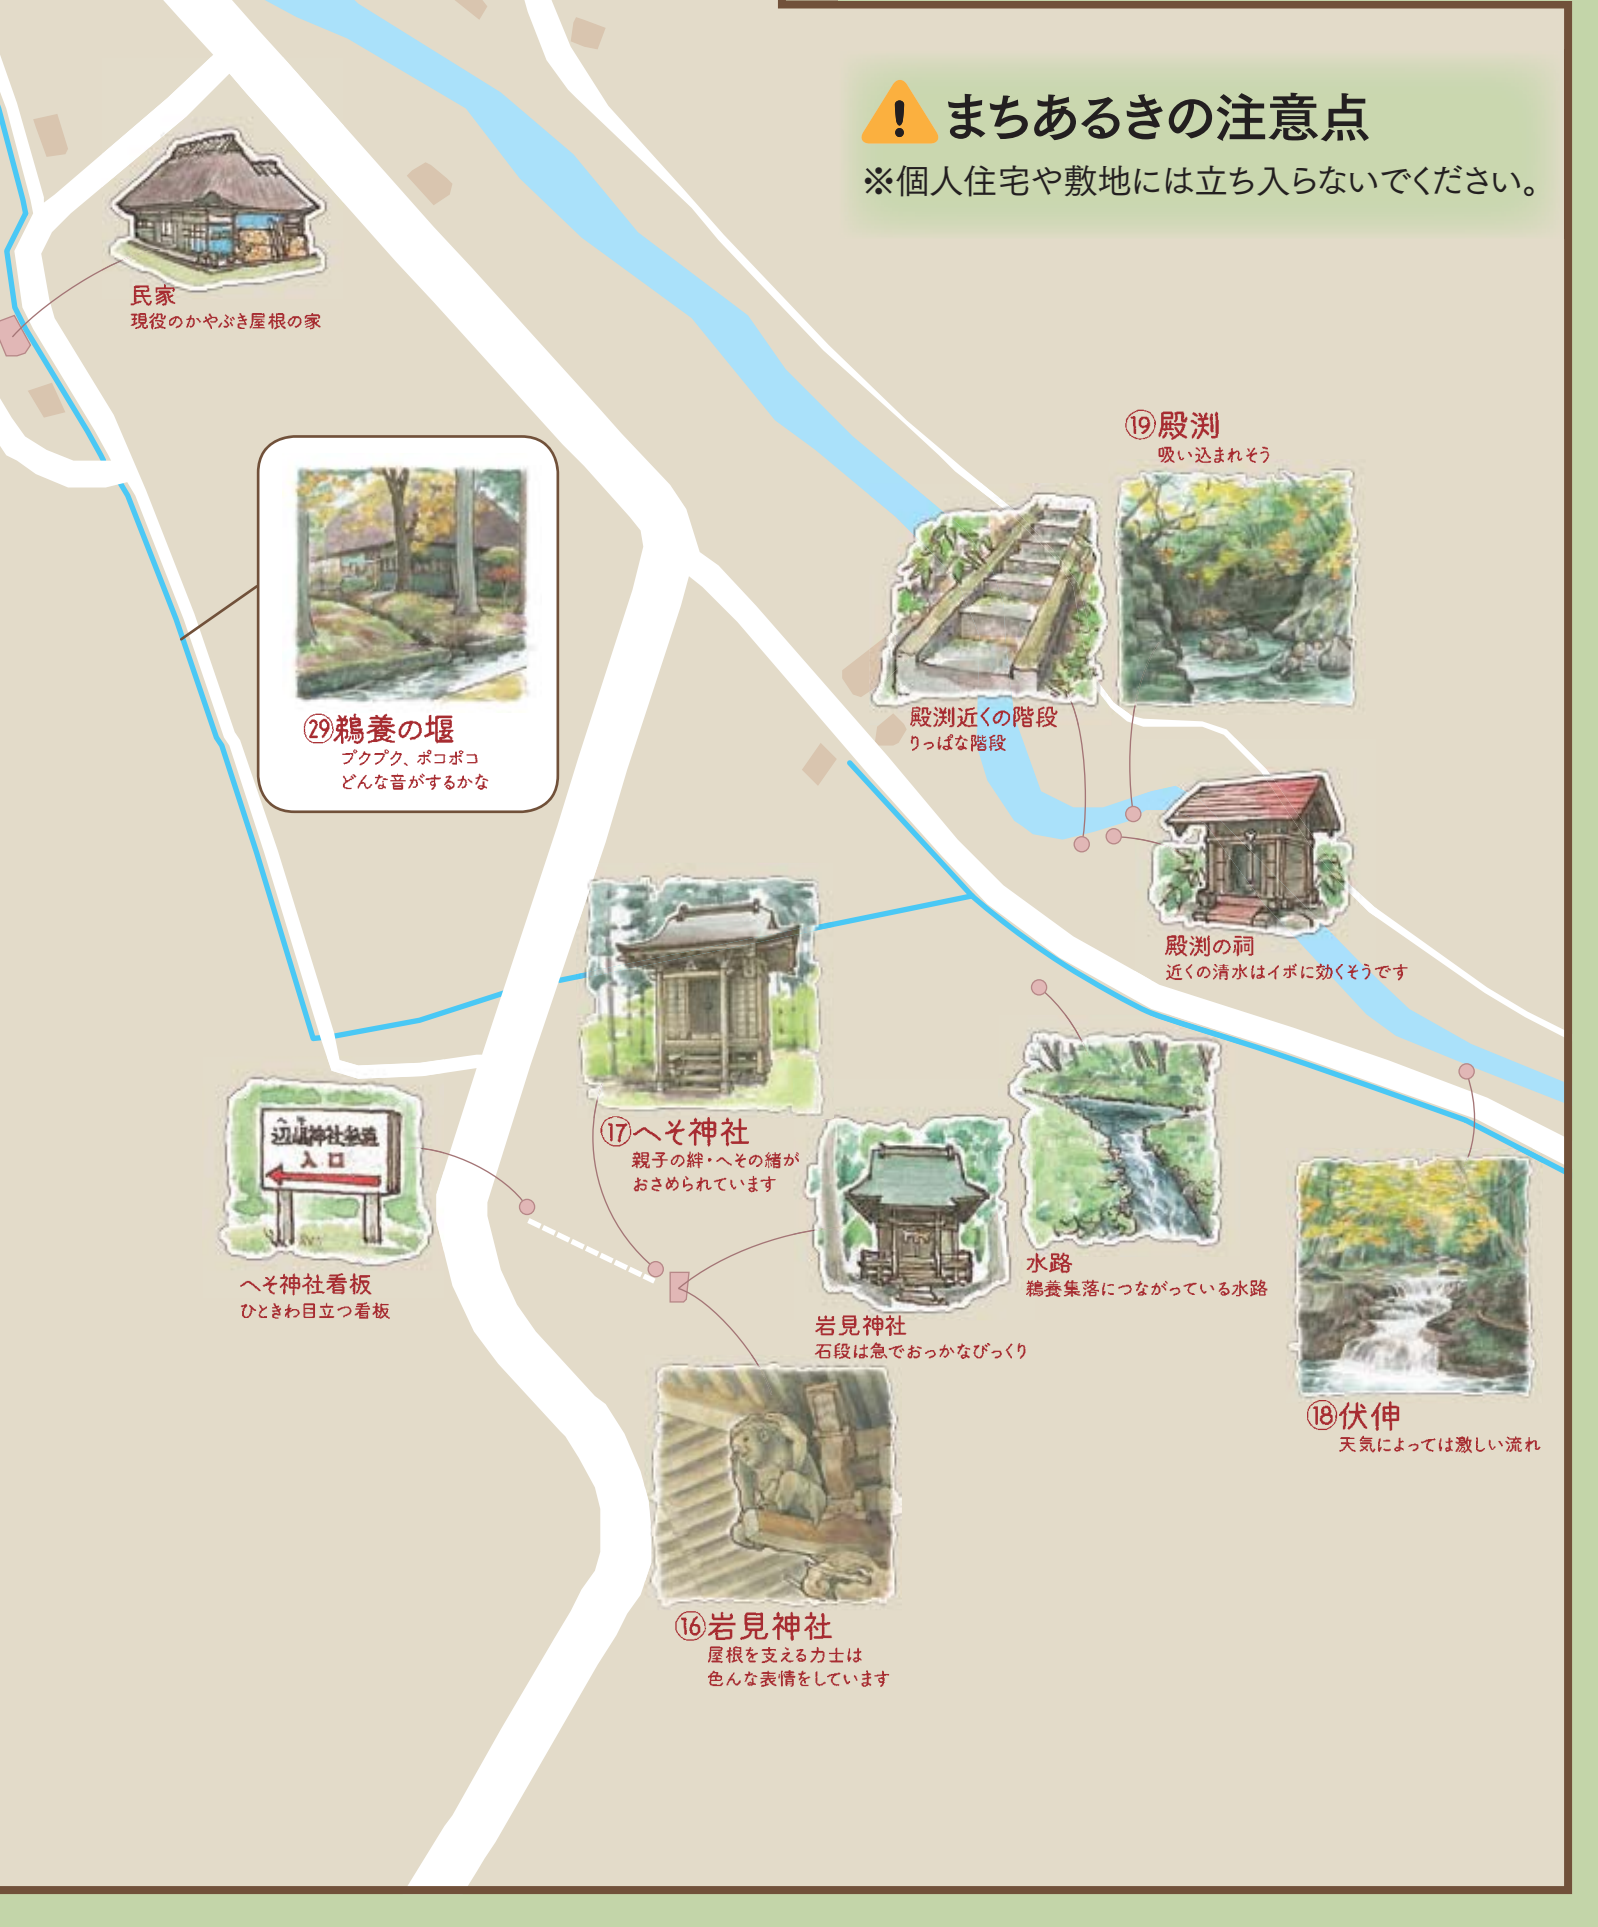 まちあるきの注意点
※個人住宅や敷地には立ち入らないでください。
民家
現役のかやぶき屋根の家
⑲殿渕
吸い込まれそう
㉙鵜養の堰
プクプク、ポコポコ
どんな音がするかな
殿渕近くの階段
りっぱな階段
殿渕の祠
近くの清水はイボに効くそうです
⑰へそ神社
親子の絆・へその緒が
おさめられています
入口
へそ神社看板
ひときわ目立つ看板
水路
鵜養集落につながっている水路
岩見神社
石段は急でおっかなびっくり
⑱伏伸
天気によっては激しい流れ
⑯岩見神社
屋根を支える力士は
色んな表情をしています